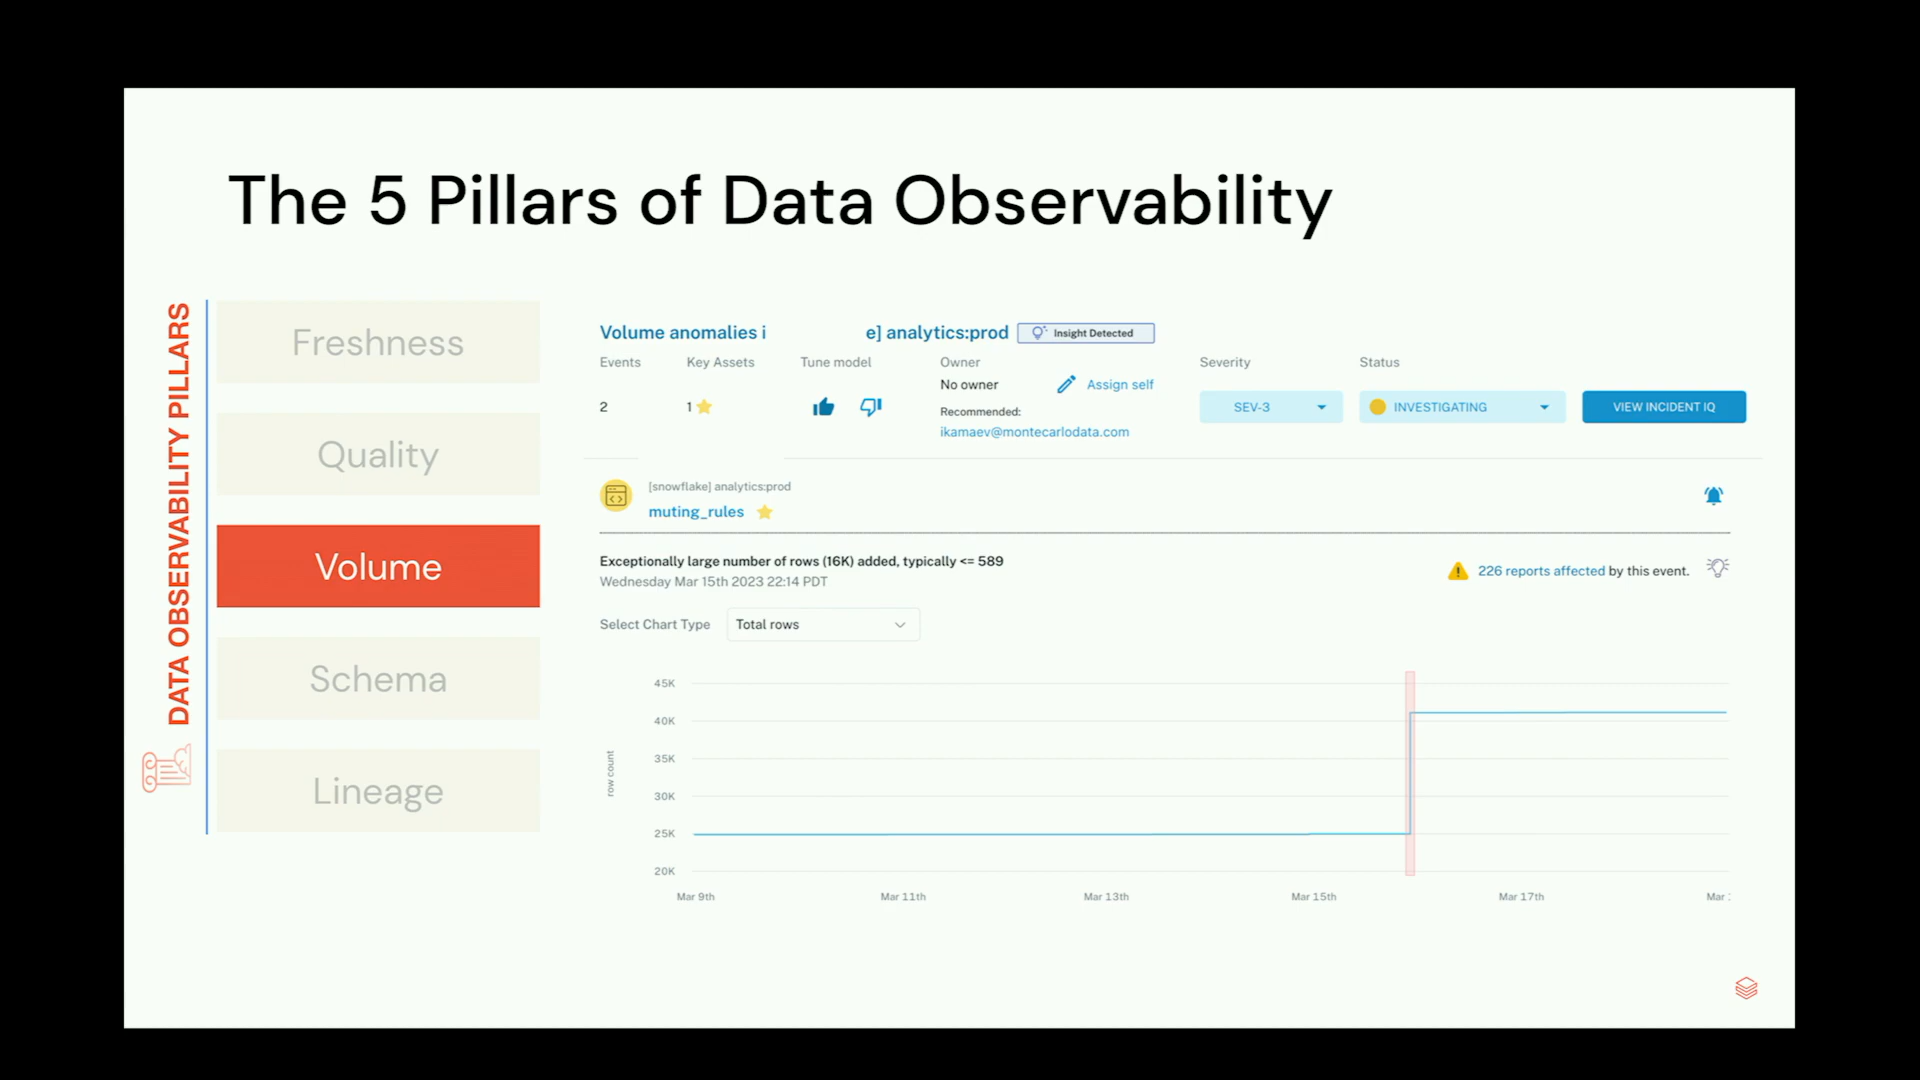 The 5 Pillars of Data Observability
DATA OBSERVABILITY PILLARS
Freshness
Quality
Volume
Schema
Lineage
Volume anomalies i e] analytics:prod Insight Detected
Events Key Assets Tune model Owner Severity Status
No owner Assign self
2 1 SEV-3 INVESTIGATING VIEW INCIDENT IQ
Recommended:
ikamaev@montecarlodata.com
[snowflake] analytics:prod
muting_rules
Exceptionally large number of rows (16K) added, typically <= 589
Wednesday Mar 15th 2023 22:14 PDT
226 reports affected by this event.
Select Chart Type Total rows
row count
45K
40K
35K
30K
25K
20K
Mar 9th Mar 11th Mar 13th Mar 15th Mar 17th Mar